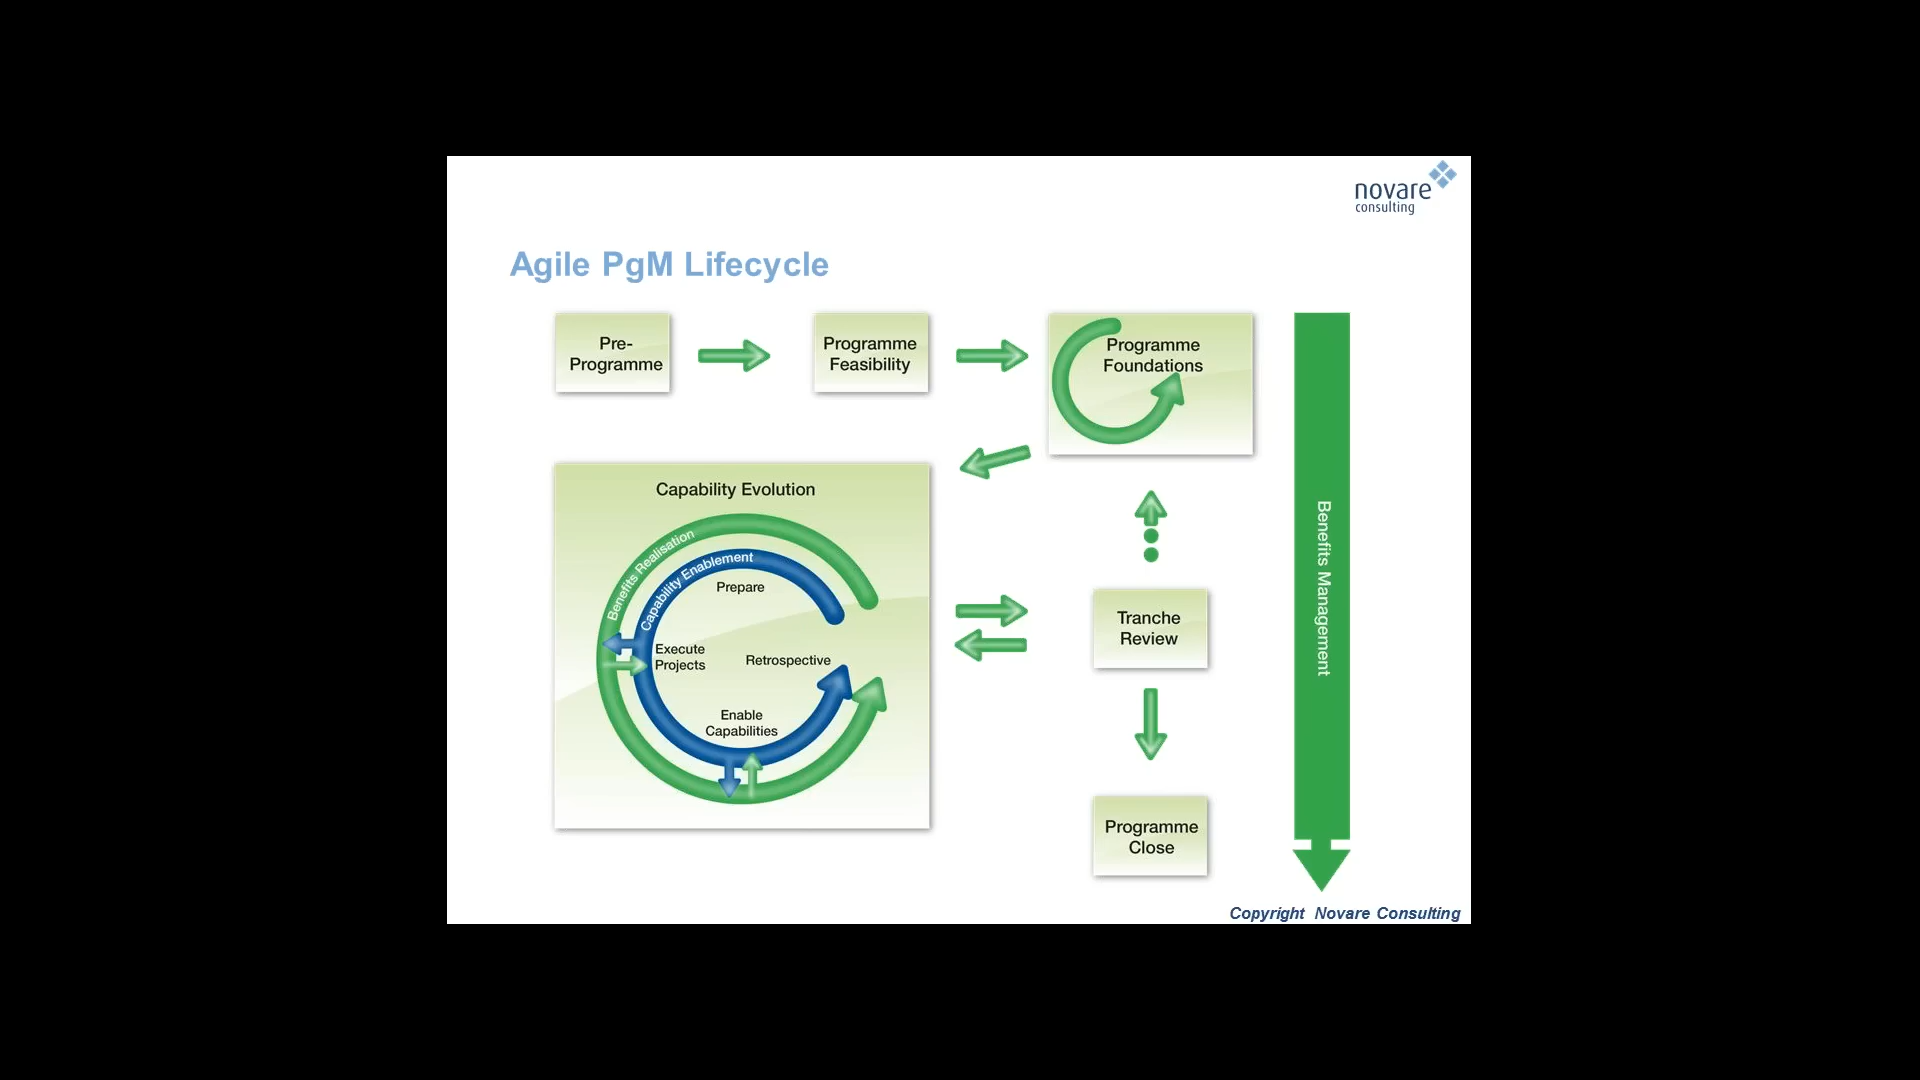 novare
consulting
Agile PgM Lifecycle
Pre-
Programme
Programme
Feasibility
Programme
Foundations
Capability Evolution
Benefits Realisation
Capability Enablement
Prepare
Execute
Projects
Retrospective
Enable
Capabilities
Tranche
Review
Programme
Close
Benefits Management
Copyright Novare Consulting